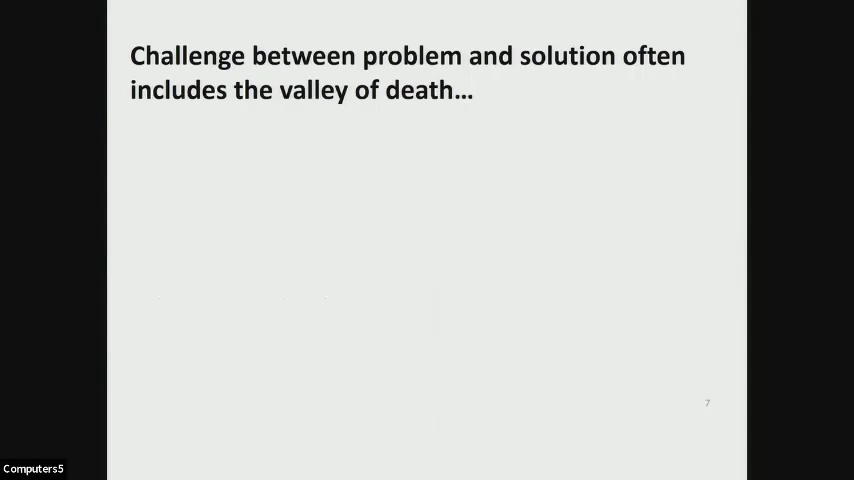 Challenge between problem and solution often
includes the valley of death...
7
Computers5